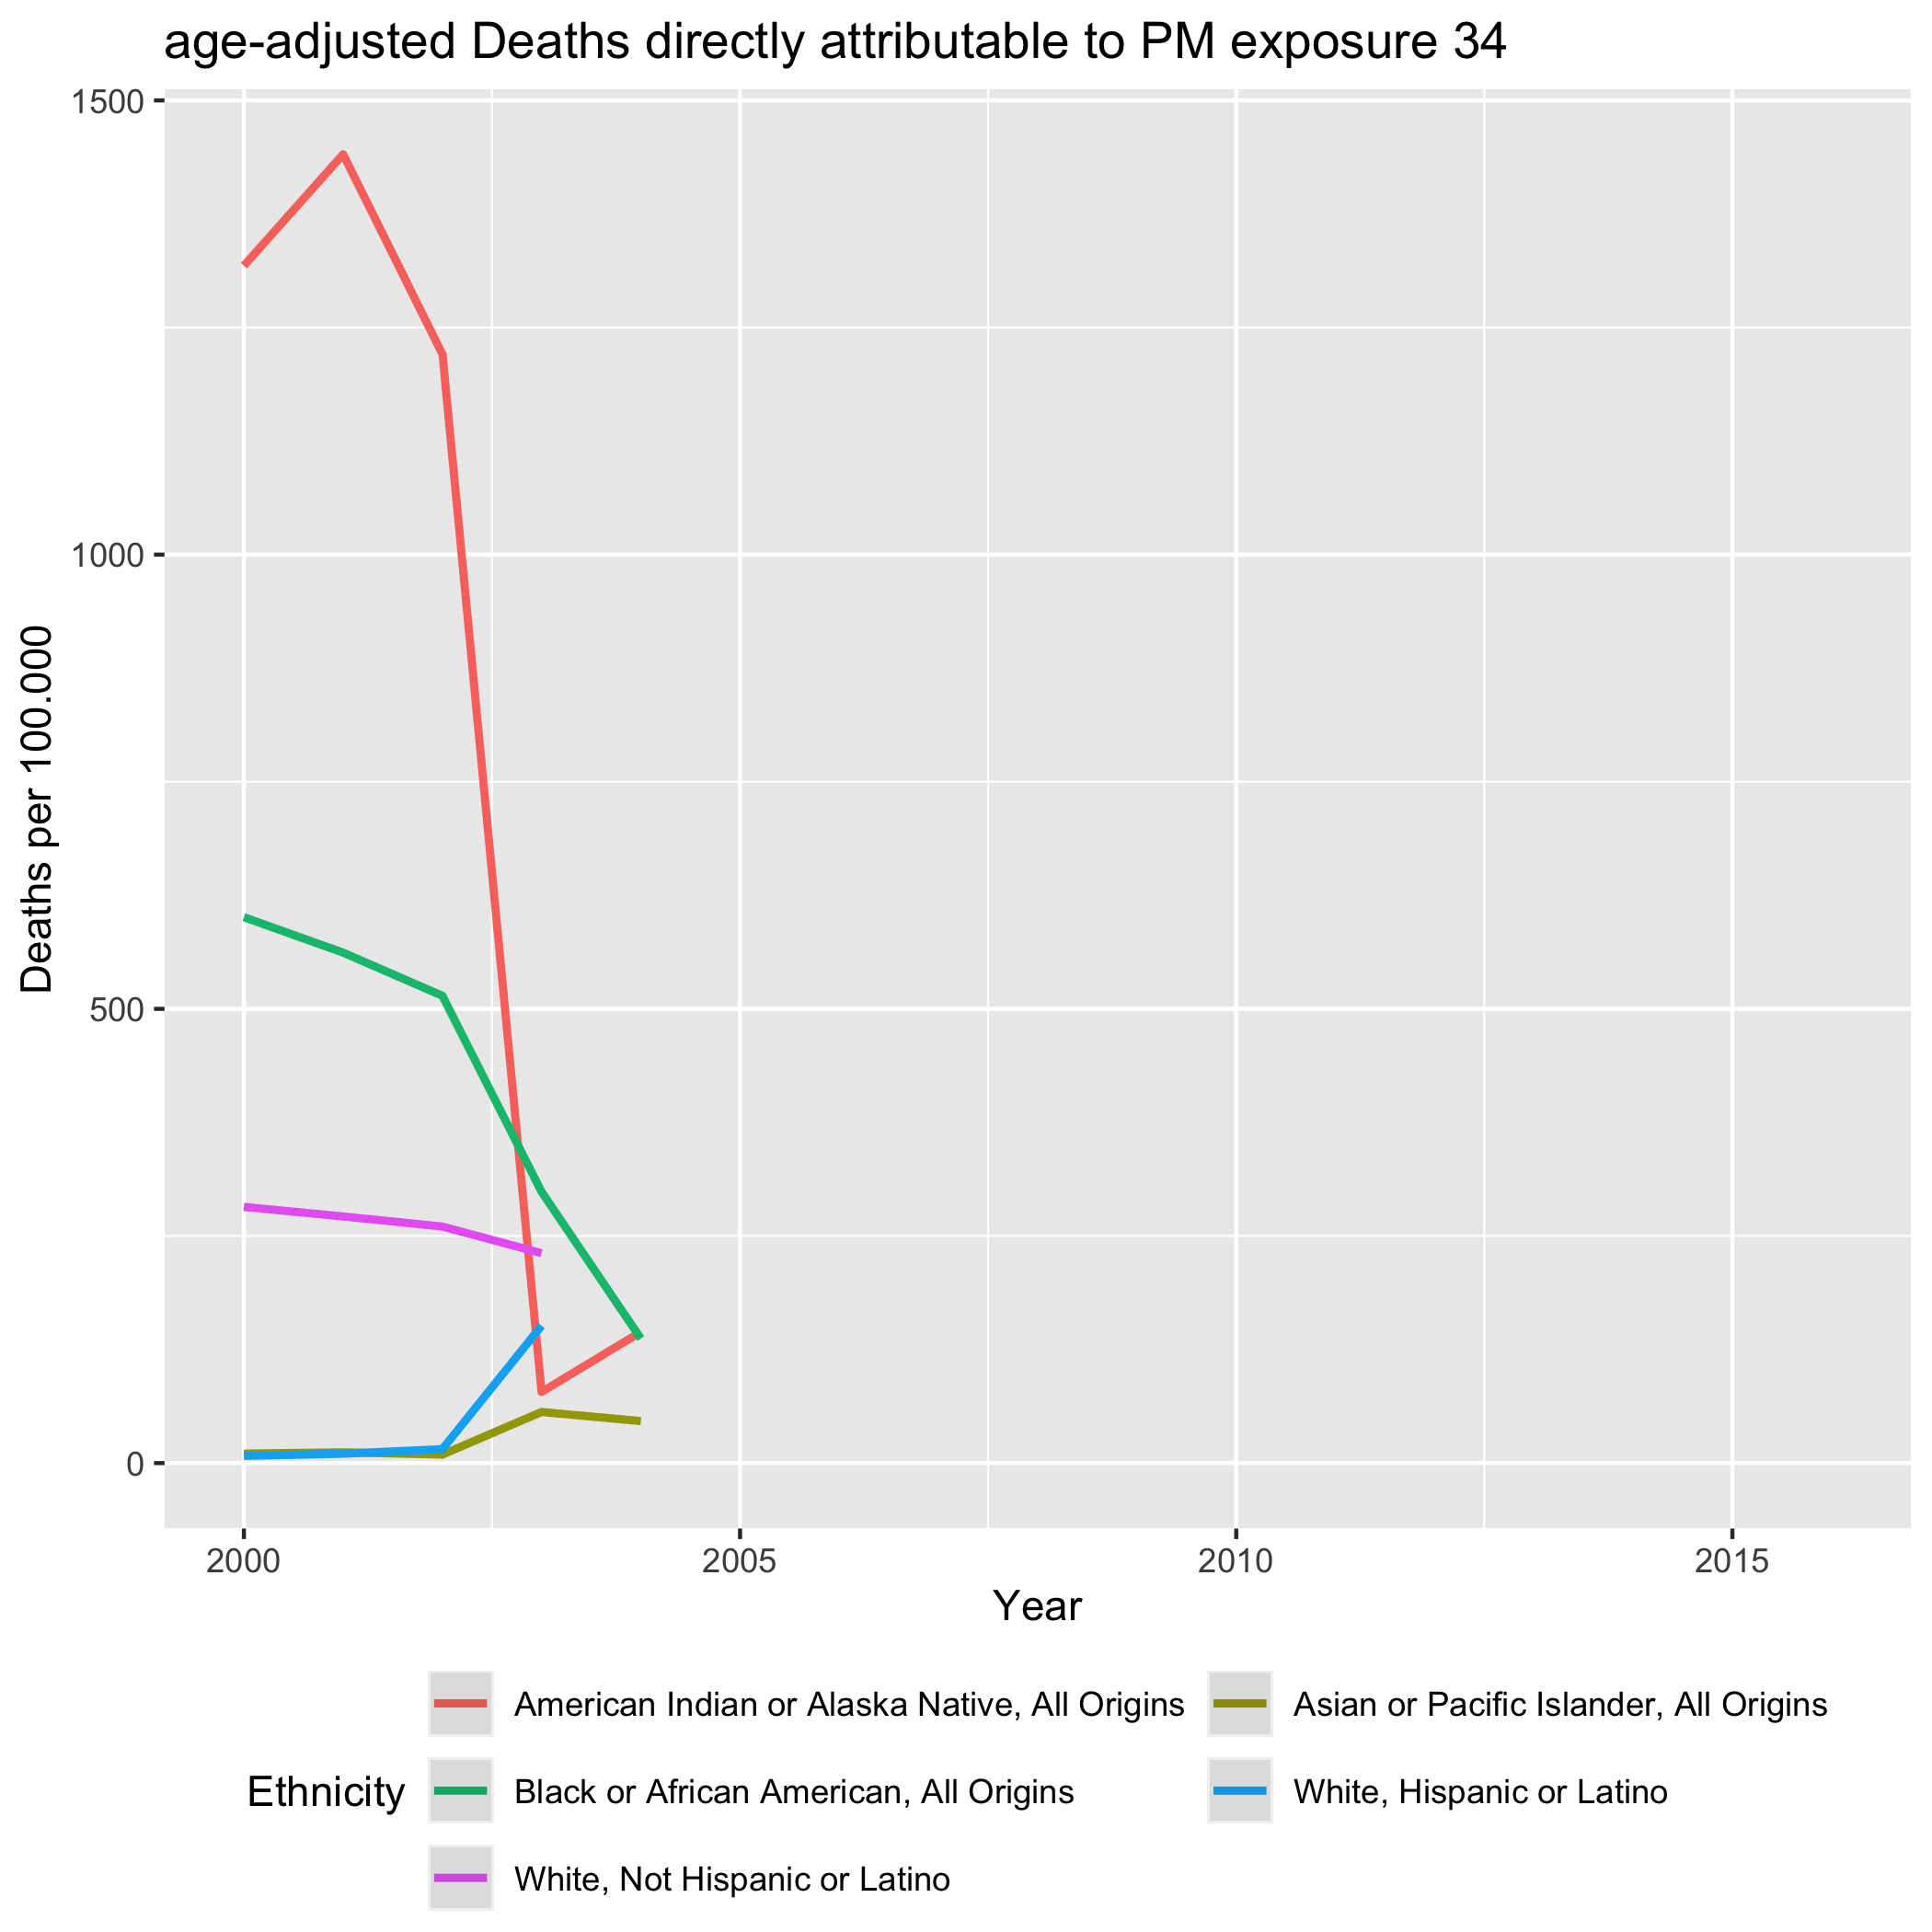 age-adjusted Deaths directly attributable to PM exposure 34
Deaths per 100.000
1500
1000
500
0
2000 2005 2010 2015
Year
Ethnicity
American Indian or Alaska Native, All Origins
Asian or Pacific Islander, All Origins
Black or African American, All Origins
White, Hispanic or Latino
White, Not Hispanic or Latino